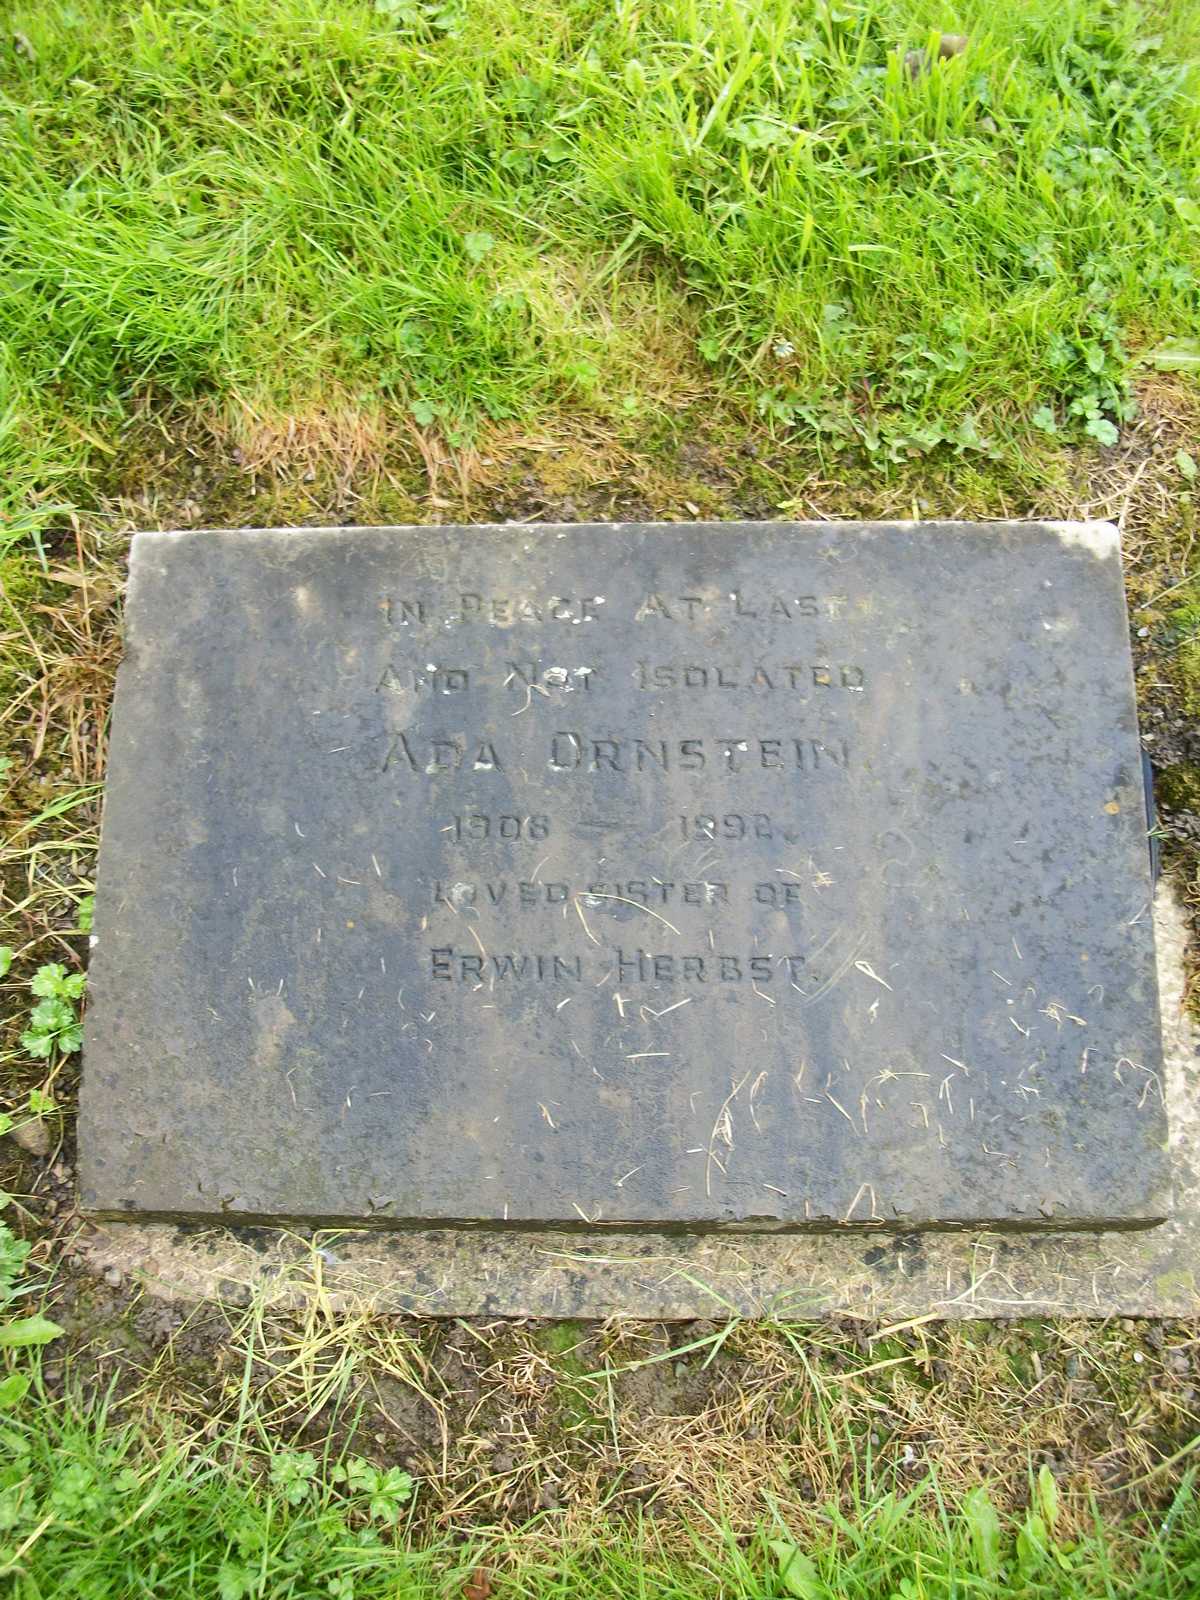 IN PEACE AT LAST
AND NOT ISOLATED
ADA ORNSTEIN.
1906 — 1992.
LOVED SISTER OF
ERWIN HERBST.